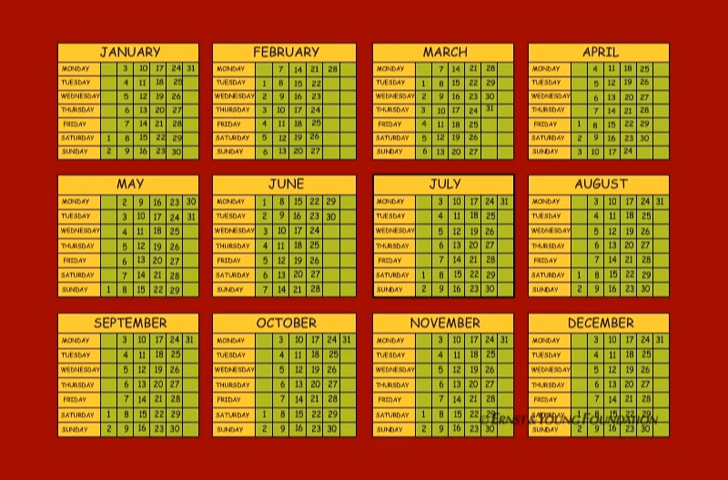 JANUARY
MONDAY 3 10 17 24 31
TUESDAY 4 11 18 25
WEDNESDAY 5 12 19 26
THURSDAY 6 13 20 27
FRIDAY 7 14 21 28
SATURDAY 1 8 15 22 29
SUNDAY 2 9 16 23 30
FEBRUARY
MONDAY 7 14 21 28
TUESDAY 1 8 15 22
WEDNESDAY 2 9 16 23
THURSDAY 3 10 17 24
FRIDAY 4 11 18 25
SATURDAY 5 12 19 26
SUNDAY 6 13 20 27
MARCH
MONDAY 7 14 21 28
TUESDAY 1 8 15 22 29
WEDNESDAY 2 9 16 23 30
THURSDAY 3 10 17 24 31
FRIDAY 4 11 18 25
SATURDAY 5 12 19 26
SUNDAY 6 13 20 27
APRIL
MONDAY 4 11 18 25
TUESDAY 5 12 19 26
WEDNESDAY 6 13 20 27
THURSDAY 7 14 21 28
FRIDAY 1 8 15 22 29
SATURDAY 2 9 16 23 30
SUNDAY 3 10 17 24
MAY
MONDAY 2 9 16 23 30
TUESDAY 3 10 17 24 31
WEDNESDAY 4 11 18 25
THURSDAY 5 12 19 26
FRIDAY 6 13 20 27
SATURDAY 7 14 21 28
SUNDAY 1 8 15 22 29
JUNE
MONDAY 1 8 15 22 29
TUESDAY 2 9 16 23 30
WEDNESDAY 3 10 17 24
THURSDAY 4 11 18 25
FRIDAY 5 12 19 26
SATURDAY 6 13 20 27
SUNDAY 7 14 21 28
JULY
MONDAY 3 10 17 24 31
TUESDAY 4 11 18 25
WEDNESDAY 5 12 19 26
THURSDAY 6 13 20 27
FRIDAY 7 14 21 28
SATURDAY 1 8 15 22 29
SUNDAY 2 9 16 23 30
AUGUST
MONDAY 3 10 17 24 31
TUESDAY 4 11 18 25
WEDNESDAY 5 12 19 26
THURSDAY 6 13 20 27
FRIDAY 7 14 21 28
SATURDAY 1 8 15 22 29
SUNDAY 2 9 16 23 30
SEPTEMBER
MONDAY 3 10 17 24 31
TUESDAY 4 11 18 25
WEDNESDAY 5 12 19 26
THURSDAY 6 13 20 27
FRIDAY 7 14 21 28
SATURDAY 1 8 15 22 29
SUNDAY 2 9 16 23 30
OCTOBER
MONDAY 3 10 17 24 31
TUESDAY 4 11 18 25
WEDNESDAY 5 12 19 26
THURSDAY 6 13 20 27
FRIDAY 7 14 21 28
SATURDAY 1 8 15 22 29
SUNDAY 2 9 16 23 30
NOVEMBER
MONDAY 3 10 17 24 31
TUESDAY 4 11 18 25
WEDNESDAY 5 12 19 26
THURSDAY 6 13 20 27
FRIDAY 7 14 21 28
SATURDAY 1 8 15 22 29
SUNDAY 2 9 16 23 30
DECEMBER
MONDAY 3 10 17 24 31
TUESDAY 4 11 18 25
WEDNESDAY 5 12 19 26
THURSDAY 6 13 20 27
FRIDAY 7 14 21 28
SATURDAY 1 8 15 22 29
SUNDAY 2 9 16 23 30
©ERNST & YOUNG FOUNDATION